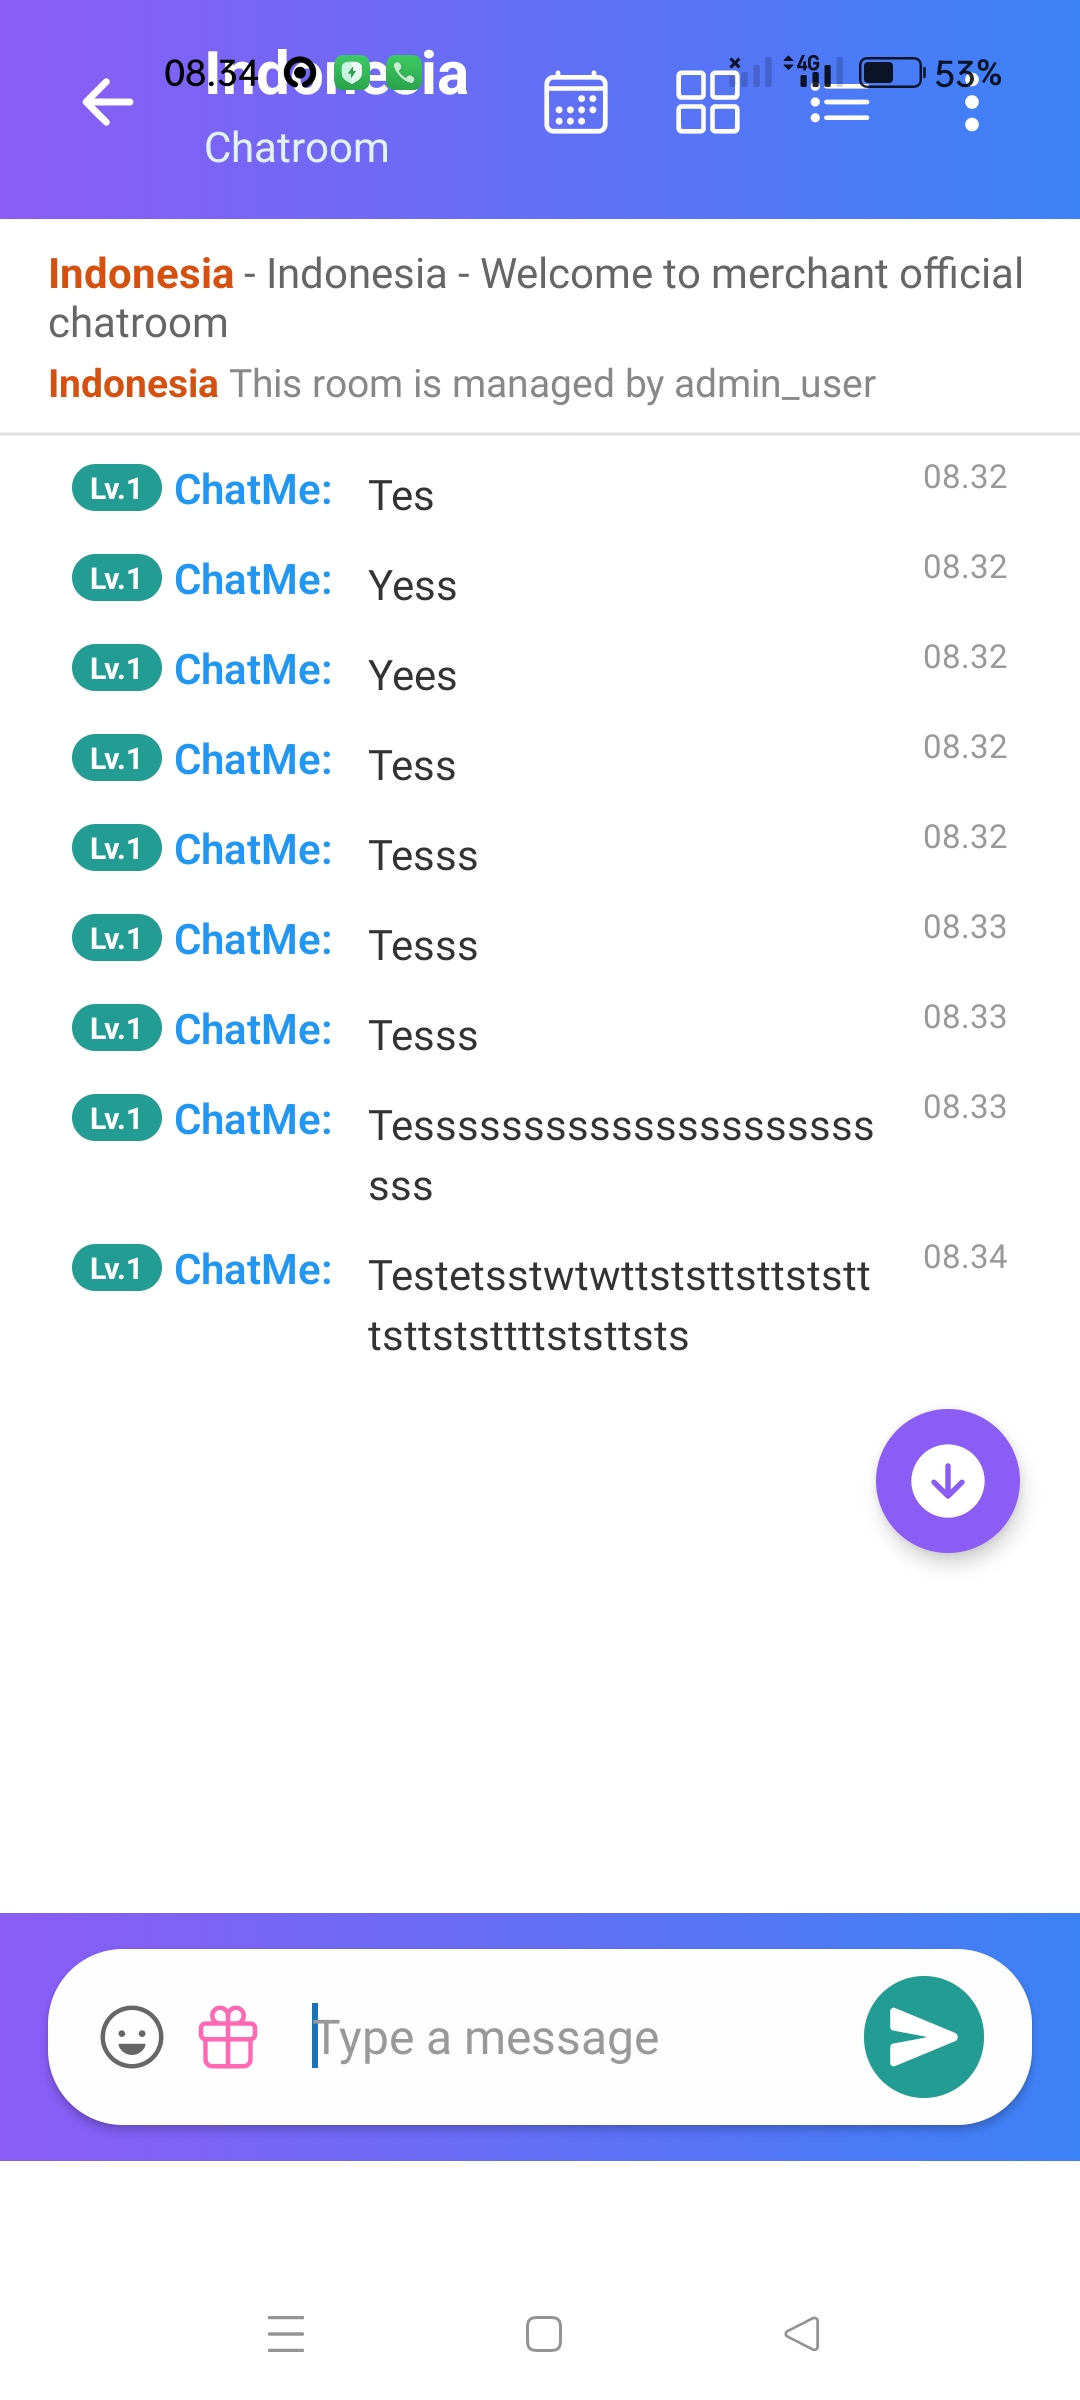 08.34
Indonesia
4G
53%
Chatroom
Indonesia - Indonesia - Welcome to merchant official
chatroom
Indonesia This room is managed by admin_user
Lv.1 ChatMe: Tes 08.32
Lv.1 ChatMe: Yess 08.32
Lv.1 ChatMe: Yees 08.32
Lv.1 ChatMe: Tess 08.32
Lv.1 ChatMe: Tesss 08.32
Lv.1 ChatMe: Tesss 08.33
Lv.1 ChatMe: Tesss 08.33
Lv.1 ChatMe: Tesssssssssssssssssssss 08.33
sss
Lv.1 ChatMe: Testetsstwtwttststtsttststt 08.34
tsttststtttststtsts
Type a message